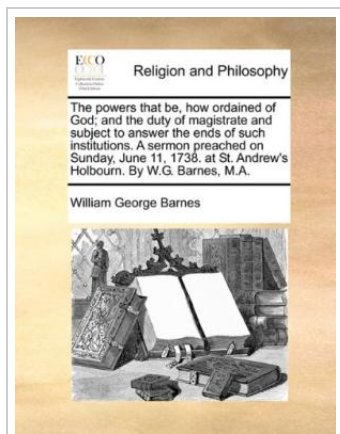 ECCO
Religion and Philosophy
The powers that be, how ordained of
God; and the duty of magistrate and
subject to answer the ends of such
institutions. A sermon preached on
Sunday, June 11, 1738. at St. Andrew's
Holbourn. By W.G. Barnes, M.A.
William George Barnes